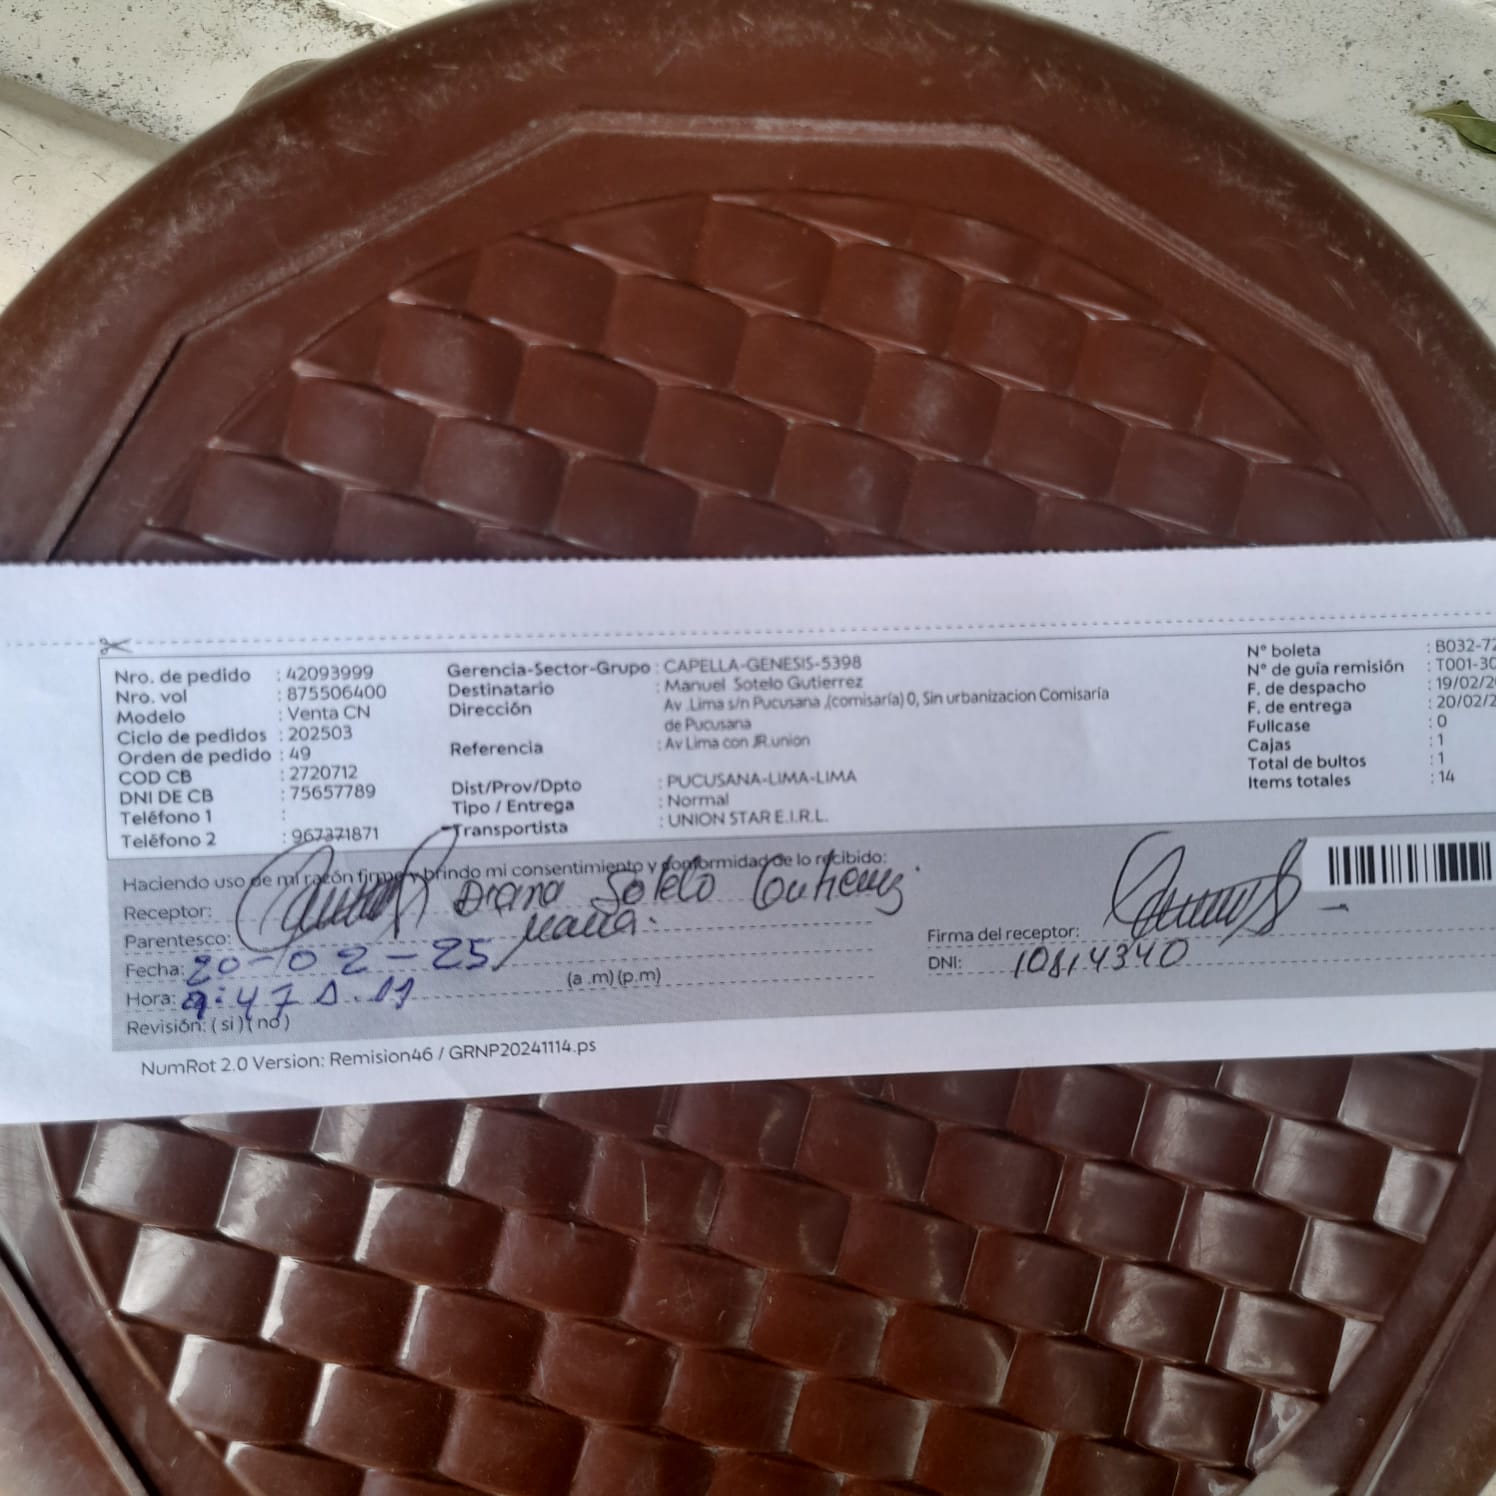 Nro. de pedido : 42093999
Nro. vol : 875506400
Modelo : Venta CN
Ciclo de pedidos : 202503
Orden de pedido : 49
COD CB : 2720712
DNI DE CB : 75657789
Teléfono 1 :
Teléfono 2 : 967371871
Gerencia-Sector-Grupo : CAPELLA-GENESIS-5398
Destinatario : Manuel Sotelo Gutierrez
Dirección : Av .Lima s/n Pucusana ,(comisaría) 0, Sin urbanizacion Comisaría
de Pucusana
Referencia : Av Lima con JR.union
Dist/Prov/Dpto : PUCUSANA-LIMA-LIMA
Tipo / Entrega : Normal
Transportista : UNION STAR E.I.R.L.
N° boleta : B032-72
N° de guía remisión : T001-30
F. de despacho : 19/02/20
F. de entrega : 20/02/2
Fullcase : 0
Cajas : 1
Total de bultos : 1
Items totales : 14
Haciendo uso de mi razón firmo y brindo mi consentimiento y conformidad de lo recibido:
Receptor: Diana Sotelo Gutierrez
Parentesco:
Fecha: 20-02-25
Hora: 9:47 (a .m) (p.m)
Revisión: ( si ) ( no )
Firma del receptor:
DNI: 10814340
NumRot 2.0 Version: Remision46 / GRNP20241114.ps